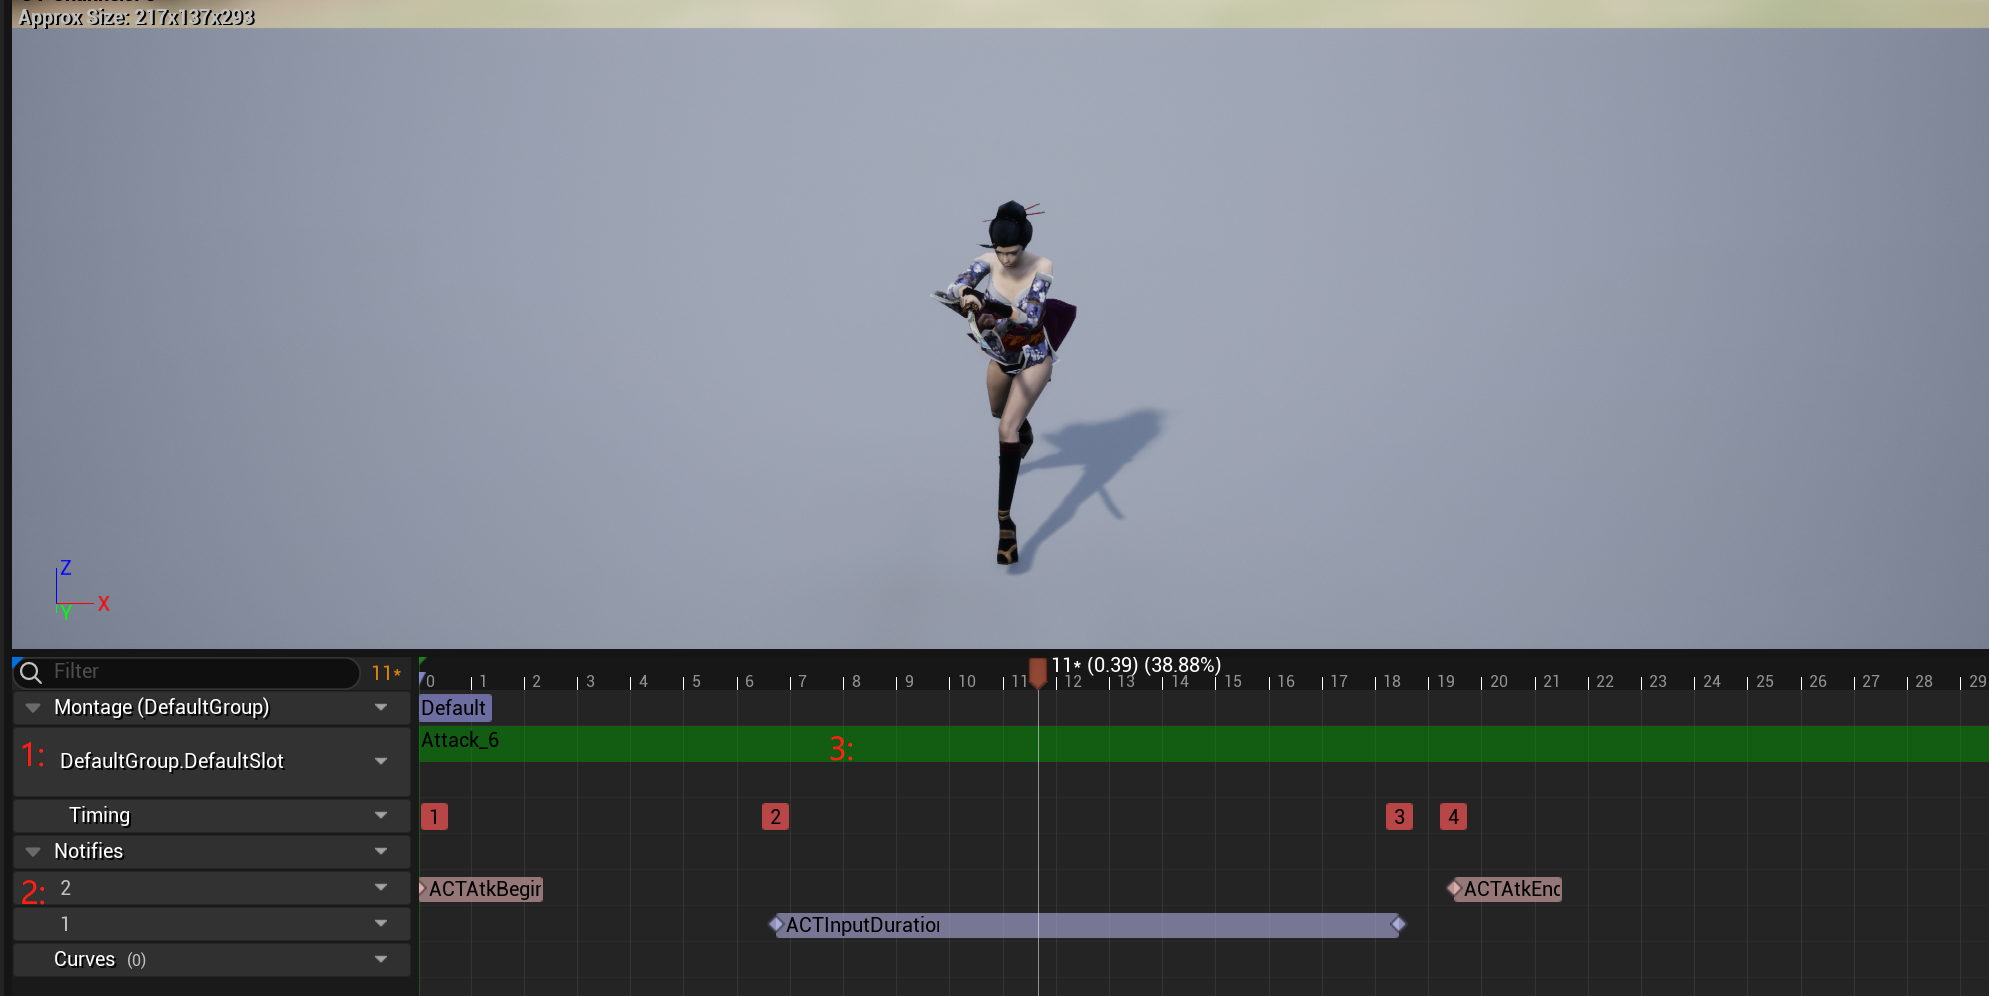 Approx Size: 217x137x293
Z
X
Y
Filter
11*
11* (0.39) (38.88%)
0 1 2 3 4 5 6 7 8 9 10 11 12 13 14 15 16 17 18 19 20 21 22 23 24 25 26 27 28 29
Montage (DefaultGroup)
Default
Attack_6
1:
DefaultGroup.DefaultSlot
3:
Timing
1 2 3 4
Notifies
2:
2
ACTAtkBegin
ACTAtkEnd
1
ACTInputDuration
Curves (0)